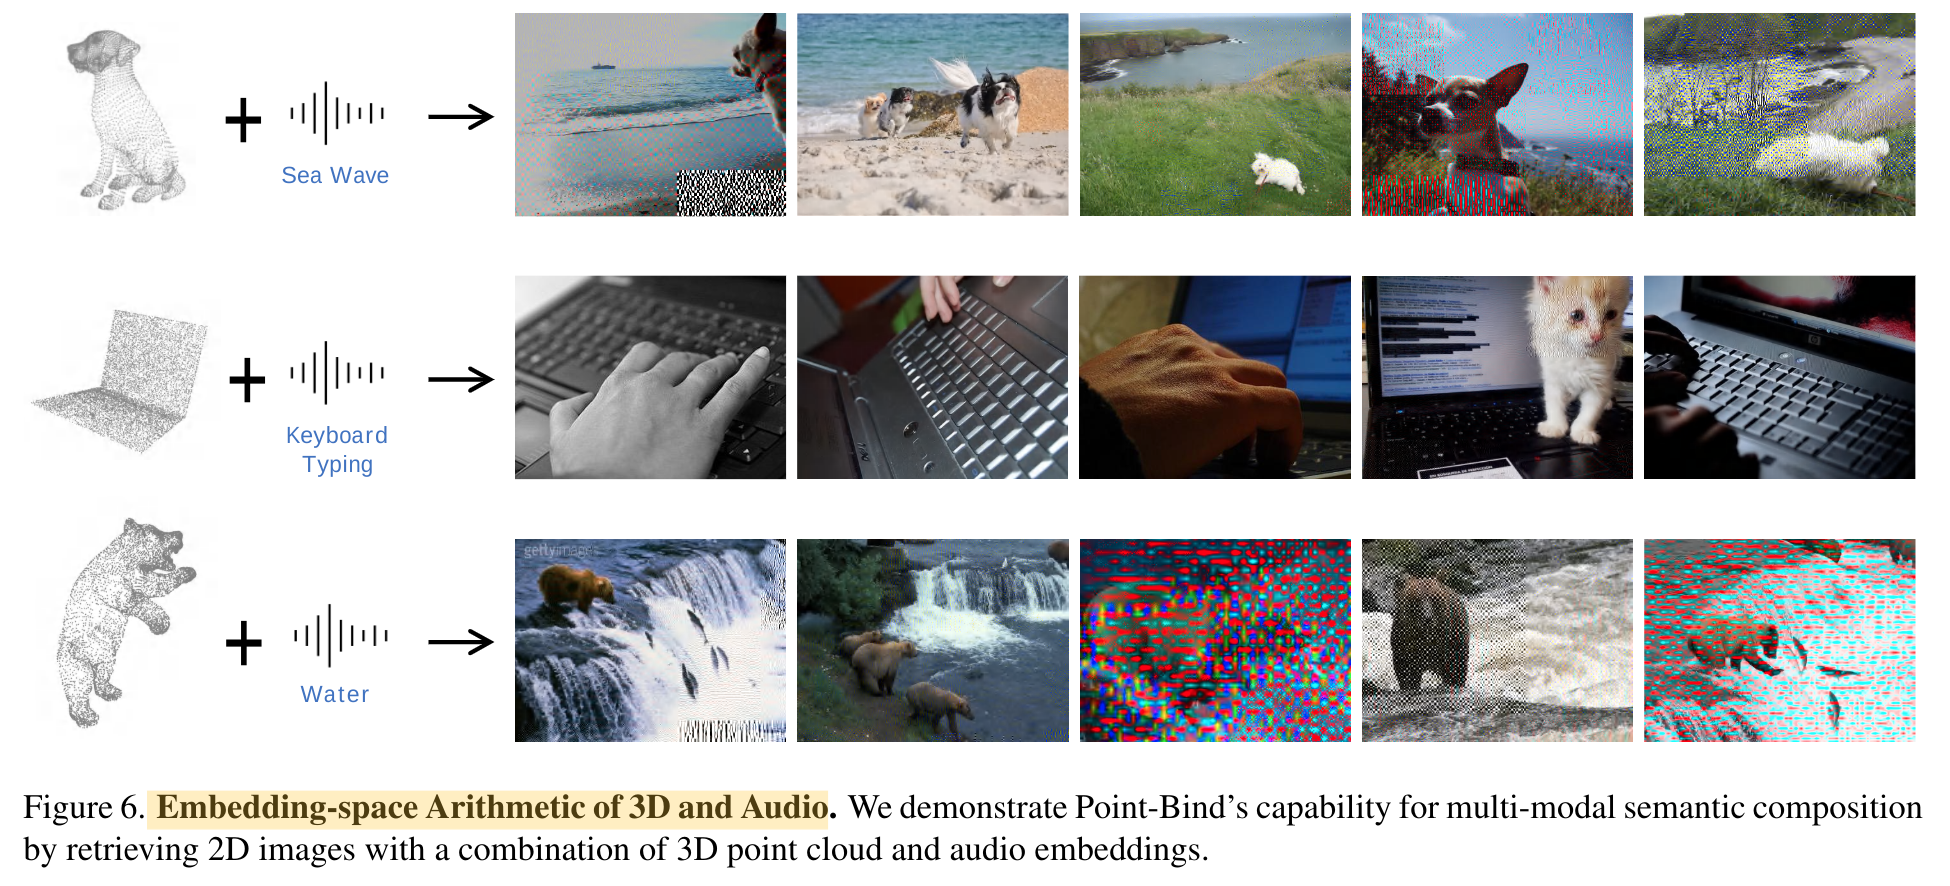 Sea Wave
Keyboard
Typing
gettyimages
Water
Figure 6. Embedding-space Arithmetic of 3D and Audio. We demonstrate Point-Bind's capability for multi-modal semantic composition
by retrieving 2D images with a combination of 3D point cloud and audio embeddings.